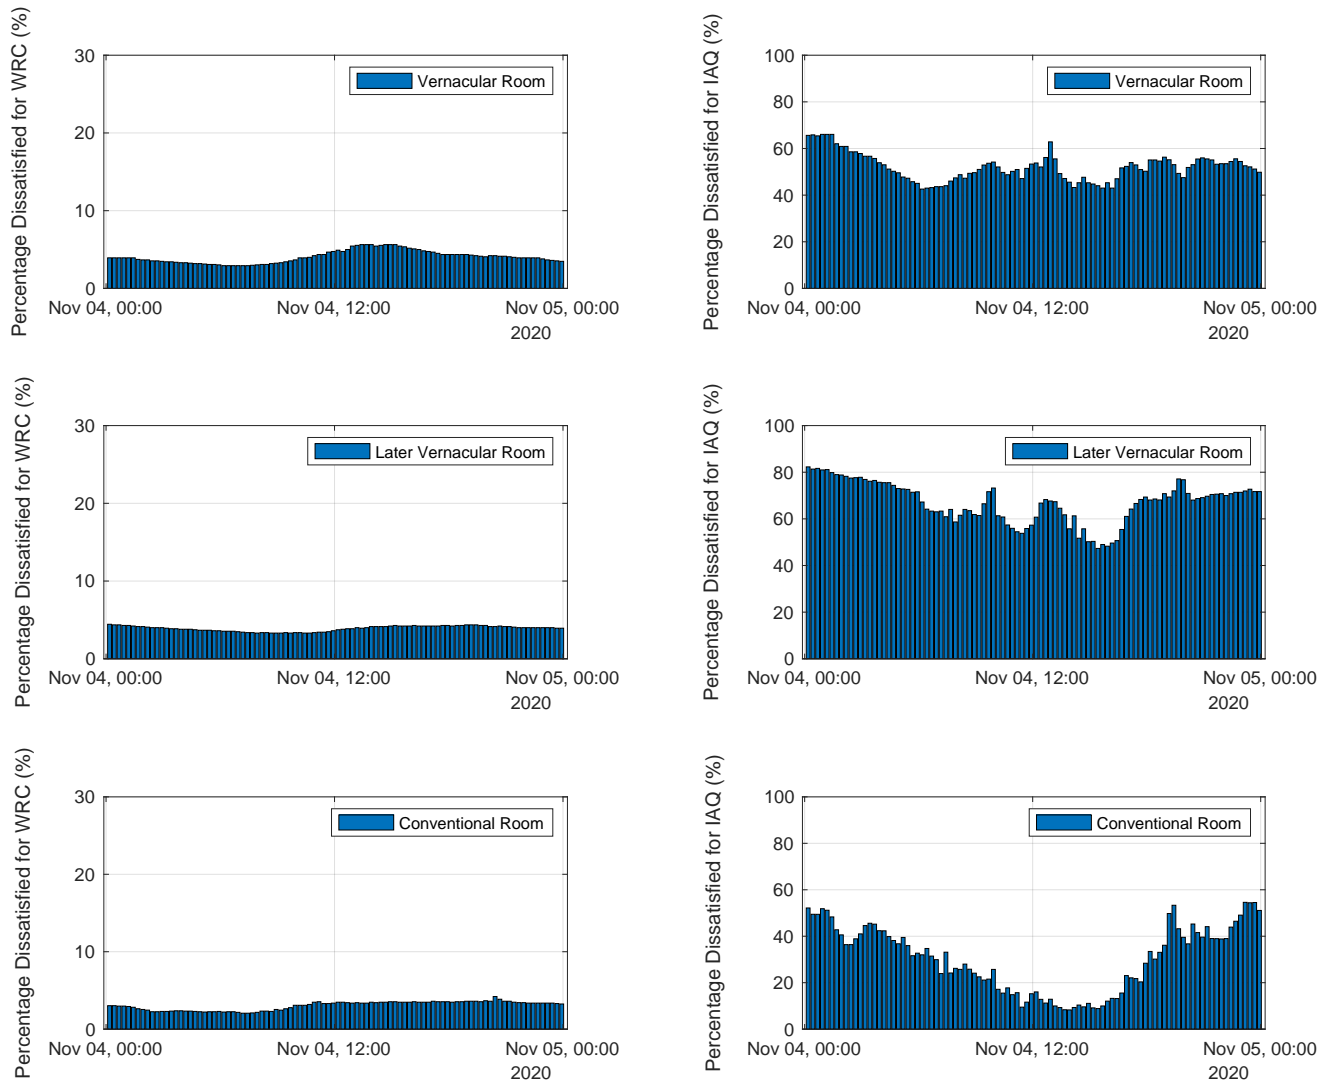 Percentage Dissatisfied for WRC (%)
30
20
10
0
Vernacular Room
Nov 04, 00:00
Nov 04, 12:00
Nov 05, 00:00
2020
Percentage Dissatisfied for IAQ (%)
100
80
60
40
20
0
Vernacular Room
Nov 04, 00:00
Nov 04, 12:00
Nov 05, 00:00
2020
Percentage Dissatisfied for WRC (%)
30
20
10
0
Later Vernacular Room
Nov 04, 00:00
Nov 04, 12:00
Nov 05, 00:00
2020
Percentage Dissatisfied for IAQ (%)
100
80
60
40
20
0
Later Vernacular Room
Nov 04, 00:00
Nov 04, 12:00
Nov 05, 00:00
2020
Percentage Dissatisfied for WRC (%)
30
20
10
0
Conventional Room
Nov 04, 00:00
Nov 04, 12:00
Nov 05, 00:00
2020
Percentage Dissatisfied for IAQ (%)
100
80
60
40
20
0
Conventional Room
Nov 04, 00:00
Nov 04, 12:00
Nov 05, 00:00
2020